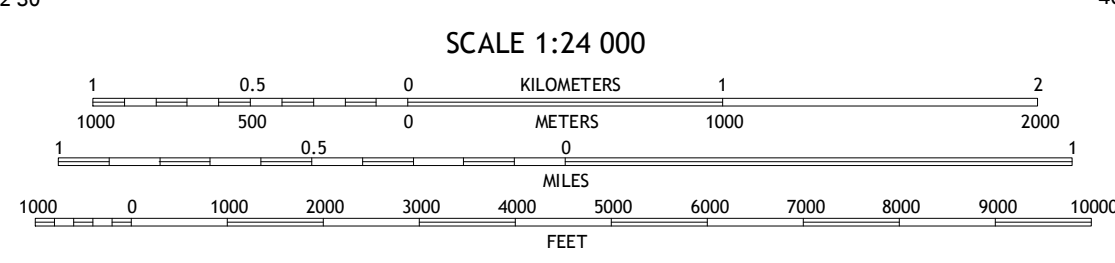 SCALE 1:24 000
1 0.5 0 KILOMETERS 1 2
1000 500 0 METERS 1000 2000
1 0.5 0 1
MILES
1000 0 1000 2000 3000 4000 5000 6000 7000 8000 9000 10000
FEET